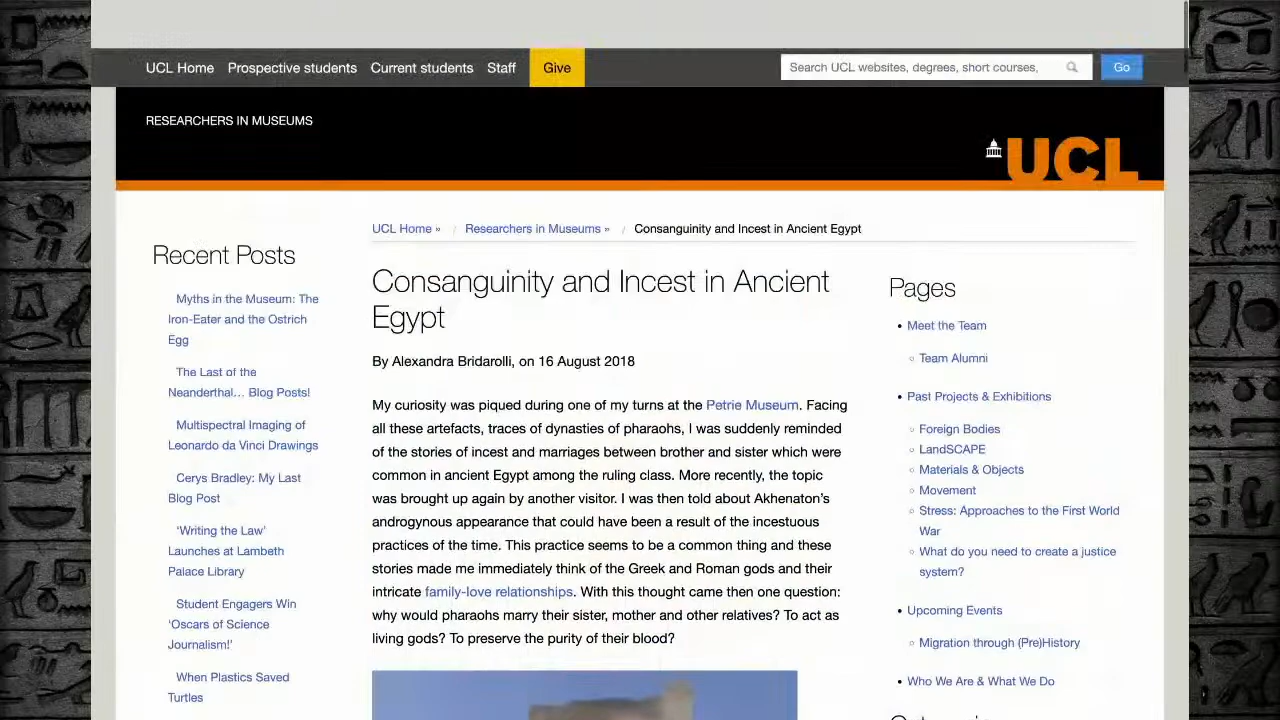 UCL Home Prospective students Current students Staff Give
Search UCL websites, degrees, short courses, Go
RESEARCHERS IN MUSEUMS
UCL
UCL Home » / Researchers in Museums » / Consanguinity and Incest in Ancient Egypt
Recent Posts
Myths in the Museum: The
Iron-Eater and the Ostrich
Egg
The Last of the
Neanderthal… Blog Posts!
Multispectral Imaging of
Leonardo da Vinci Drawings
Cerys Bradley: My Last
Blog Post
‘Writing the Law’
Launches at Lambeth
Palace Library
Student Engagers Win
‘Oscars of Science
Journalism!’
When Plastics Saved
Turtles
Consanguinity and Incest in Ancient
Egypt
By Alexandra Bridarolli, on 16 August 2018
My curiosity was piqued during one of my turns at the Petrie Museum. Facing
all these artefacts, traces of dynasties of pharaohs, I was suddenly reminded
of the stories of incest and marriages between brother and sister which were
common in ancient Egypt among the ruling class. More recently, the topic
was brought up again by another visitor. I was then told about Akhenaton’s
androgynous appearance that could have been a result of the incestuous
practices of the time. This practice seems to be a common thing and these
stories made me immediately think of the Greek and Roman gods and their
intricate family-love relationships. With this thought came then one question:
why would pharaohs marry their sister, mother and other relatives? To act as
living gods? To preserve the purity of their blood?
Pages
• Meet the Team
◦ Team Alumni
• Past Projects & Exhibitions
◦ Foreign Bodies
◦ LandSCAPE
◦ Materials & Objects
◦ Movement
◦ Stress: Approaches to the First World
War
◦ What do you need to create a justice
system?
• Upcoming Events
◦ Migration through (Pre)History
• Who We Are & What We Do